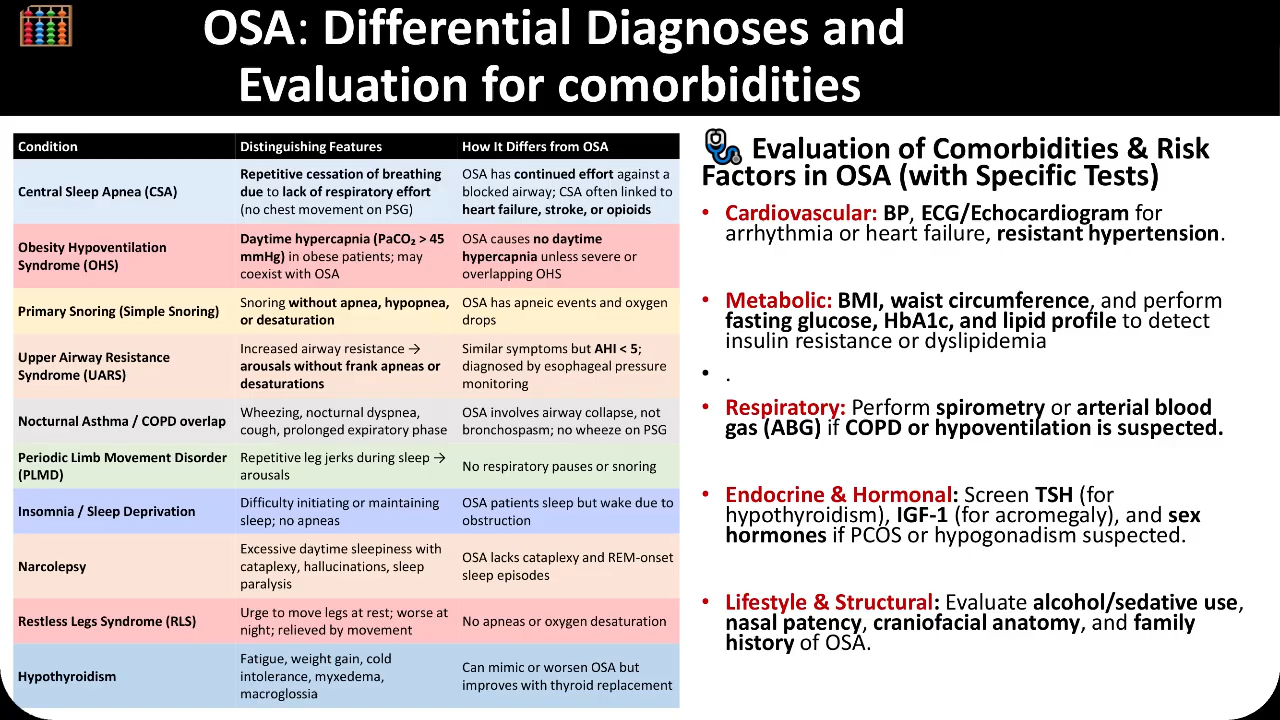 OSA: Differential Diagnoses and
Evaluation for comorbidities
Condition
Distinguishing Features
How It Differs from OSA
Central Sleep Apnea (CSA)
Repetitive cessation of breathing
due to lack of respiratory effort
(no chest movement on PSG)
OSA has continued effort against a
blocked airway; CSA often linked to
heart failure, stroke, or opioids
Obesity Hypoventilation
Syndrome (OHS)
Daytime hypercapnia (PaCO₂ > 45
mmHg) in obese patients; may
coexist with OSA
OSA causes no daytime
hypercapnia unless severe or
overlapping OHS
Primary Snoring (Simple Snoring)
Snoring without apnea, hypopnea,
or desaturation
OSA has apneic events and oxygen
drops
Upper Airway Resistance
Syndrome (UARS)
Increased airway resistance →
arousals without frank apneas or
desaturations
Similar symptoms but AHI < 5;
diagnosed by esophageal pressure
monitoring
Nocturnal Asthma / COPD overlap
Wheezing, nocturnal dyspnea,
cough, prolonged expiratory phase
OSA involves airway collapse, not
bronchospasm; no wheeze on PSG
Periodic Limb Movement Disorder
(PLMD)
Repetitive leg jerks during sleep →
arousals
No respiratory pauses or snoring
Insomnia / Sleep Deprivation
Difficulty initiating or maintaining
sleep; no apneas
OSA patients sleep but wake due to
obstruction
Narcolepsy
Excessive daytime sleepiness with
cataplexy, hallucinations, sleep
paralysis
OSA lacks cataplexy and REM-onset
sleep episodes
Restless Legs Syndrome (RLS)
Urge to move legs at rest; worse at
night; relieved by movement
No apneas or oxygen desaturation
Hypothyroidism
Fatigue, weight gain, cold
intolerance, myxedema,
macroglossia
Can mimic or worsen OSA but
improves with thyroid replacement
Evaluation of Comorbidities & Risk
Factors in OSA (with Specific Tests)
• Cardiovascular: BP, ECG/Echocardiogram for
arrhythmia or heart failure, resistant hypertension.
• Metabolic: BMI, waist circumference, and perform
fasting glucose, HbA1c, and lipid profile to detect
insulin resistance or dyslipidemia
• .
• Respiratory: Perform spirometry or arterial blood
gas (ABG) if COPD or hypoventilation is suspected.
• Endocrine & Hormonal: Screen TSH (for
hypothyroidism), IGF-1 (for acromegaly), and sex
hormones if PCOS or hypogonadism suspected.
• Lifestyle & Structural: Evaluate alcohol/sedative use,
nasal patency, craniofacial anatomy, and family
history of OSA.